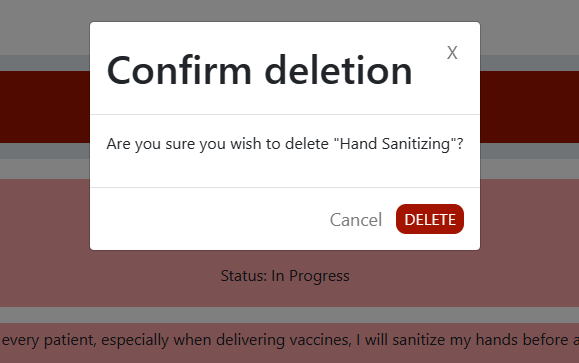 Confirm deletion
X
Are you sure you wish to delete "Hand Sanitizing"?
Cancel
DELETE
Status: In Progress
every patient, especially when delivering vaccines, I will sanitize my hands before a